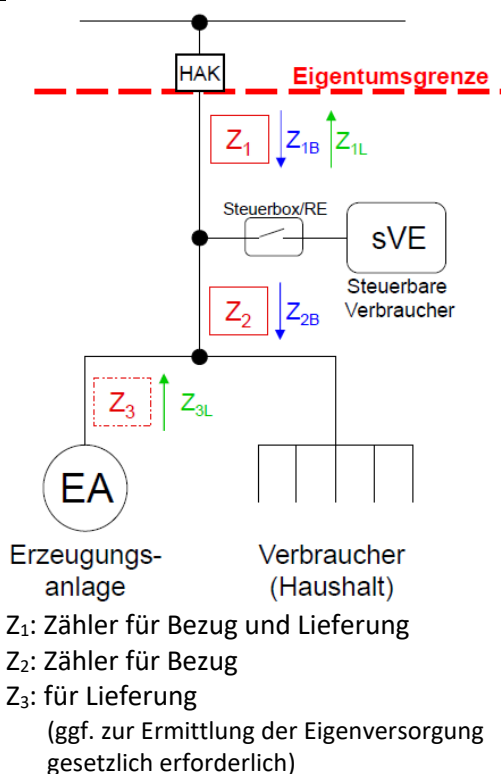 HAK
Eigentumsgrenze
Z₁ Z₁B Z₁L
Steuerbox/RE
sVE
Steuerbare
Verbraucher
Z₂ Z₂B
Z₃ Z₃L
EA
Erzeugungs-
anlage
Verbraucher
(Haushalt)
Z₁: Zähler für Bezug und Lieferung
Z₂: Zähler für Bezug
Z₃: für Lieferung
(ggf. zur Ermittlung der Eigenversorgung
gesetzlich erforderlich)